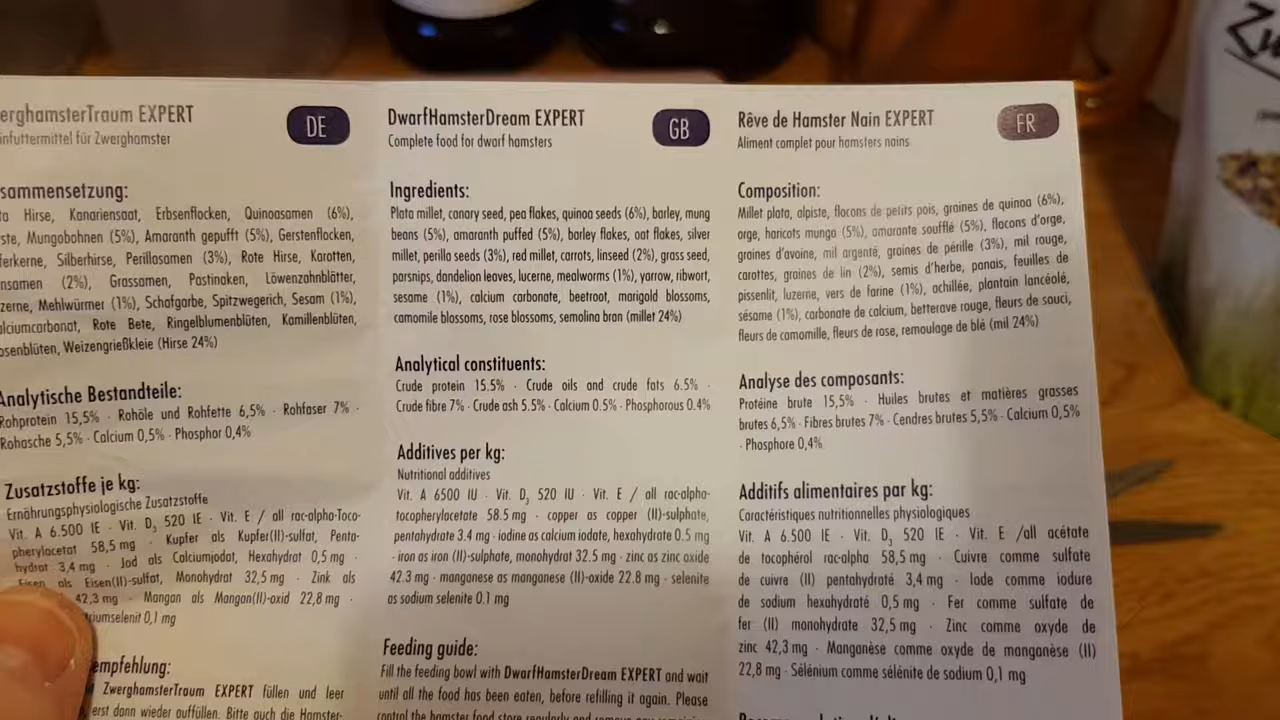 erghamsterTraum EXPERT
infuttermittel für Zwerghamster
DE
sammensetzung:
ta Hirse, Kanariensaat, Erbsenflocken, Quinoasamen (6%),
ste, Mungobohnen (5%), Amaranth gepufft (5%), Gerstenflocken,
ferkerne, Silberhirse, Perillasamen (3%), Rote Hirse, Karotten,
nsamen (2%), Grassamen, Pastinaken, Löwenzahnblätter,
zerne, Mehlwürmer (1%), Schafgarbe, Spitzwegerich, Sesam (1%),
alciumcarbonat, Rote Bete, Ringelblumenblüten, Kamillenblüten,
osenblüten, Weizengrießkleie (Hirse 24%)
Analytische Bestandteile:
Rohprotein 15,5% · Rohöle und Rohfette 6,5% · Rohfaser 7% ·
Rohasche 5,5% · Calcium 0,5% · Phosphor 0,4%
Zusatzstoffe je kg:
Ernährungsphysiologische Zusatzstoffe
Vit. A 6.500 IE · Vit. D3 520 IE · Vit. E / all rac-alpha-Toco-
pherylacetat 58,5 mg · Kupfer als Kupfer(II)-sulfat, Penta-
hydrat 3,4 mg · Jod als Calciumjodat, Hexahydrat 0,5 mg ·
Eisen als Eisen(II)-sulfat, Monohydrat 32,5 mg · Zink als
42,3 mg · Mangan als Mangan(II)-oxid 22,8 mg ·
triumselenit 0,1 mg
empfehlung:
ZwerghamsterTraum EXPERT füllen und leer
erst dann wieder auffüllen. Bitte auch die Hamster-
DwarfHamsterDream EXPERT
Complete food for dwarf hamsters
GB
Ingredients:
Plata millet, canary seed, pea flakes, quinoa seeds (6%), barley, mung
beans (5%), amaranth puffed (5%), barley flakes, oat flakes, silver
millet, perillo seeds (3%), red millet, carrots, linseed (2%), grass seed,
parsnips, dandelion leaves, lucerne, mealworms (1%), yarrow, ribwort,
sesame (1%), calcium carbonate, beetroot, marigold blossoms,
camomile blossoms, rose blossoms, semolina bran (millet 24%)
Analytical constituents:
Crude protein 15.5% · Crude oils and crude fats 6.5% ·
Crude fibre 7% · Crude ash 5.5% · Calcium 0.5% · Phosphorous 0.4%
Additives per kg:
Nutritional additives
Vit. A 6500 IU · Vit. D3 520 IU · Vit. E / all rac-alpha-
tocopherylacetate 58.5 mg · copper as copper (II)-sulphate,
pentahydrate 3.4 mg · iodine as calcium iodate, hexahydrate 0.5 mg
· iron as iron (II)-sulphate, monohydrat 32.5 mg · zinc as zinc oxide
42.3 mg · manganese as manganese (II)-oxide 22.8 mg · selenite
as sodium selenite 0.1 mg
Feeding guide:
Fill the feeding bowl with DwarfHamsterDream EXPERT and wait
until all the food has been eaten, before refilling it again. Please
control the hamster food store regularly and remove any remaining
Rêve de Hamster Nain EXPERT
Aliment complet pour hamsters nains
FR
Composition:
Millet plata, alpiste, flocons de petits pois, graines de quinoa (6%),
orge, haricots mungo (5%), amarante soufflé (5%), flocons d'orge,
graines d'avoine, mil argenté, graines de pérille (3%), mil rouge,
carottes, graines de lin (2%), semis d'herbe, panais, feuilles de
pissenlit, luzerne, vers de farine (1%), achillée, plantain lancéolé,
sésame (1%), carbonate de calcium, betterave rouge, fleurs de souci,
fleurs de camomille, fleurs de rose, remoulage de blé (mil 24%)
Analyse des composants:
Protéine brute 15,5% · Huiles brutes et matières grasses
brutes 6,5% · Fibres brutes 7% · Cendres brutes 5,5% · Calcium 0,5%
· Phosphore 0,4%
Additifs alimentaires par kg:
Caractéristiques nutritionnelles physiologiques
Vit. A 6.500 IE · Vit. D3 520 IE · Vit. E /all acétate
de tocophérol rac-alpha 58,5 mg · Cuivre comme sulfate
de cuivre (II) pentahydraté 3,4 mg · Iode comme iodure
de sodium hexahydraté 0,5 mg · Fer comme sulfate de
fer (II) monohydraté 32,5 mg · Zinc comme oxyde de
zinc 42,3 mg · Manganèse comme oxyde de manganèse (II)
22,8 mg · Sélénium comme sélénite de sodium 0,1 mg
Zw